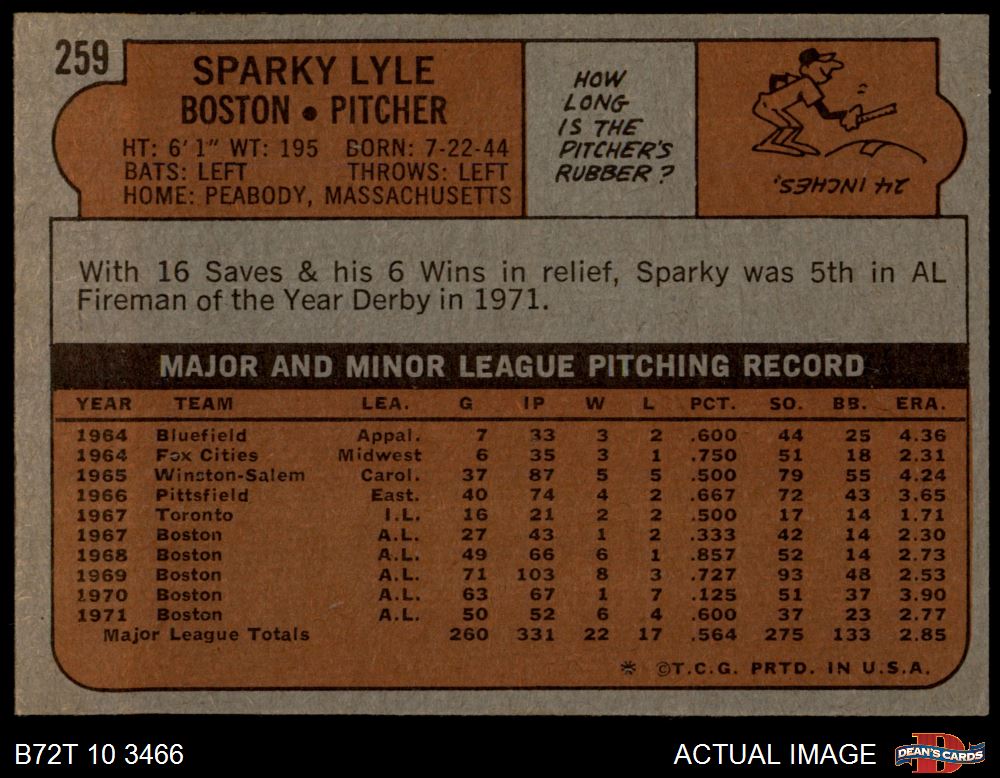 259
SPARKY LYLE
BOSTON • PITCHER
HT: 6' 1" WT: 195 BORN: 7-22-44
BATS: LEFT THROWS: LEFT
HOME: PEABODY, MASSACHUSETTS
HOW
LONG
IS THE
PITCHER'S
RUBBER?
24 INCHES.
With 16 Saves & his 6 Wins in relief, Sparky was 5th in AL
Fireman of the Year Derby in 1971.
MAJOR AND MINOR LEAGUE PITCHING RECORD
YEAR TEAM LEA. G IP W L PCT. SO. BB. ERA.
1964 Bluefield Appal. 7 33 3 2 .600 44 25 4.36
1964 Fox Cities Midwest 6 35 3 1 .750 51 18 2.31
1965 Winston-Salem Carol. 37 87 5 5 .500 79 55 4.24
1966 Pittsfield East. 40 74 4 2 .667 72 43 3.65
1967 Toronto I.L. 16 21 2 2 .500 17 14 1.71
1967 Boston A.L. 27 43 1 2 .333 42 14 2.30
1968 Boston A.L. 49 66 6 1 .857 52 14 2.73
1969 Boston A.L. 71 103 8 3 .727 93 48 2.53
1970 Boston A.L. 63 67 1 7 .125 51 37 3.90
1971 Boston A.L. 50 52 6 4 .600 37 23 2.77
Major League Totals 260 331 22 17 .564 275 133 2.85
* ©T.C.G. PRTD. IN U.S.A.
B72T 10 3466
ACTUAL IMAGE
DEAN'S CARDS